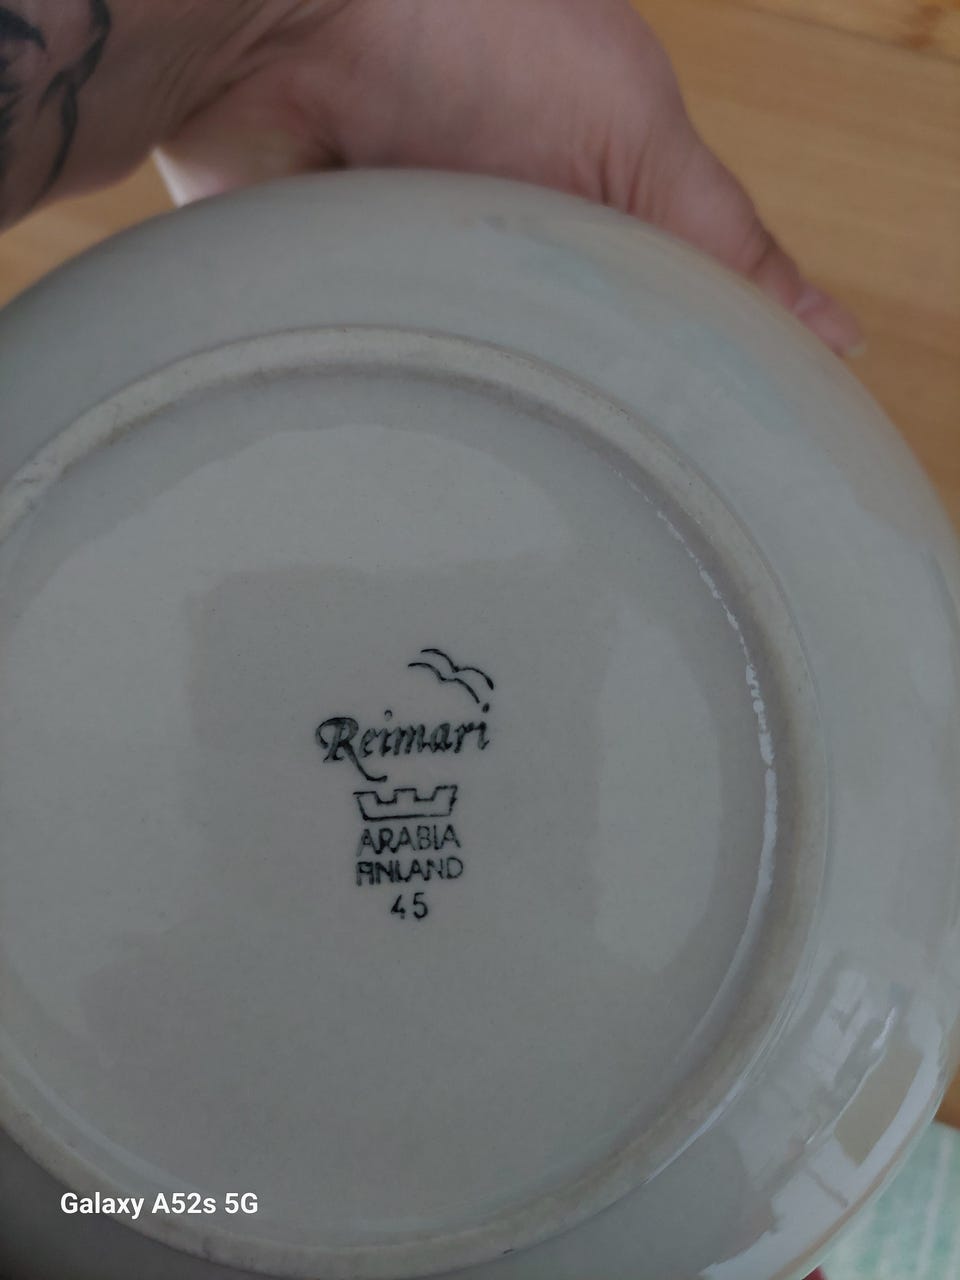 Reimari
ARABIA
FINLAND
45
Galaxy A52s 5G